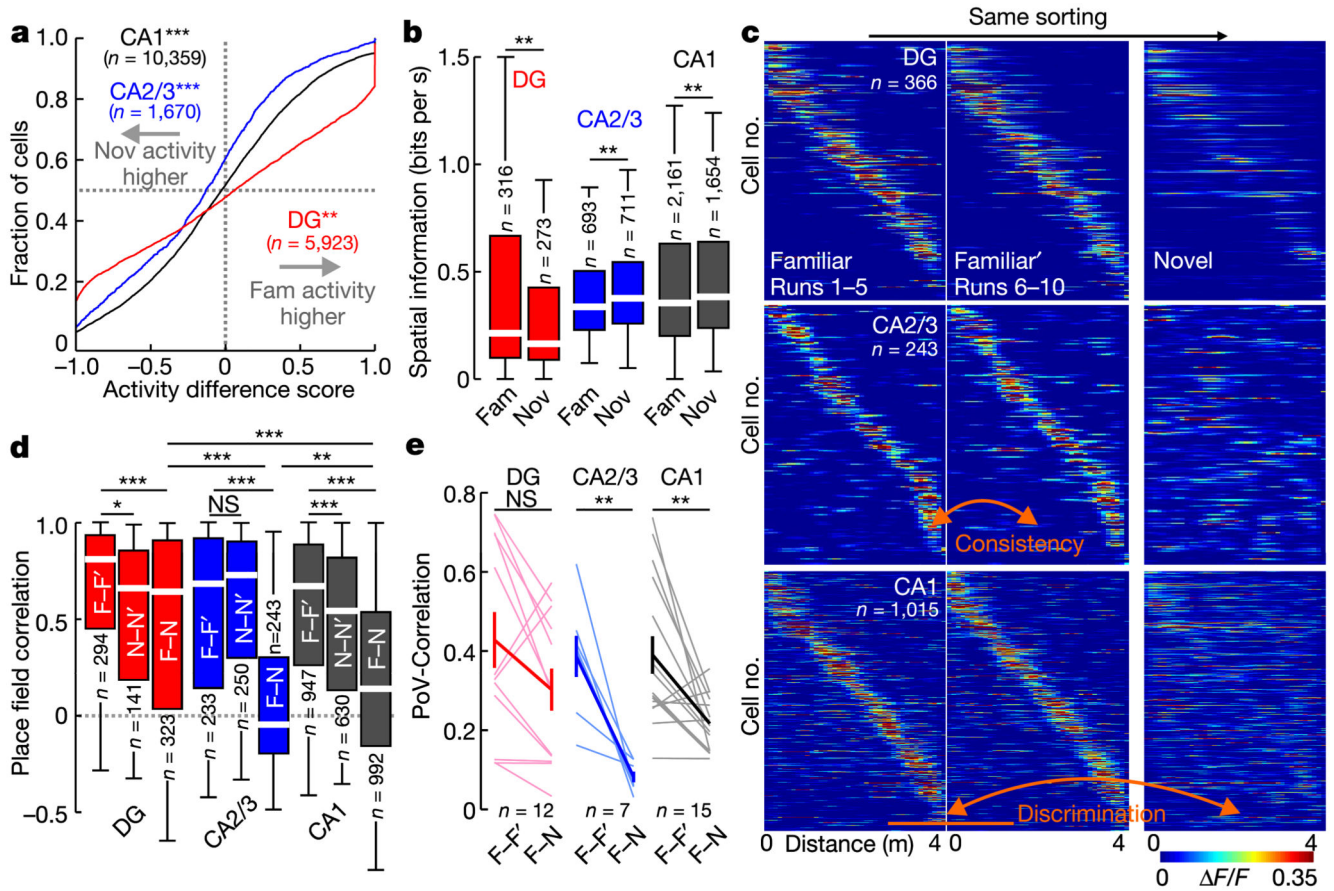 a
1.0
0.8
0.6
0.4
0.2
0
Fraction of cells
CA1***
(n = 10,359)
CA2/3***
(n = 1,670)
Nov activity
higher
DG**
(n = 5,923)
Fam activity
higher
−1.0
−0.5
0
0.5
1.0
Activity difference score
b
1.5
1.0
0.5
0
Spatial information (bits per s)
**
DG
CA2/3
**
CA1
**
n = 316
n = 273
n = 693
n = 711
n = 2,161
n = 1,654
Fam
Nov
Fam
Nov
Fam
Nov
c
Same sorting
Cell no.
DG
n = 366
Familiar
Runs 1–5
Familiar′
Runs 6–10
Novel
Cell no.
CA2/3
n = 243
Consistency
Cell no.
CA1
n = 1,015
Discrimination
0 Distance (m) 4
0
4
0
4
0 ΔF/F 0.35
d
1.0
0.5
0
−0.5
Place field correlation
***
*** **
*** *** ***
* NS ***
F–F′
N–N′
F–N
F–F′
N–N′
F–N
F–F′
N–N′
F–N
n = 294
n = 141
n = 323
n = 233
n = 250
n=243
n = 947
n = 630
n = 992
DG
CA2/3
CA1
e
0.8
0.6
0.4
0.2
0
PoV-Correlation
DG
NS
CA2/3
**
CA1
**
n = 12
n = 7
n = 15
F–F′
F–N
F–F′
F–N
F–F′
F–N